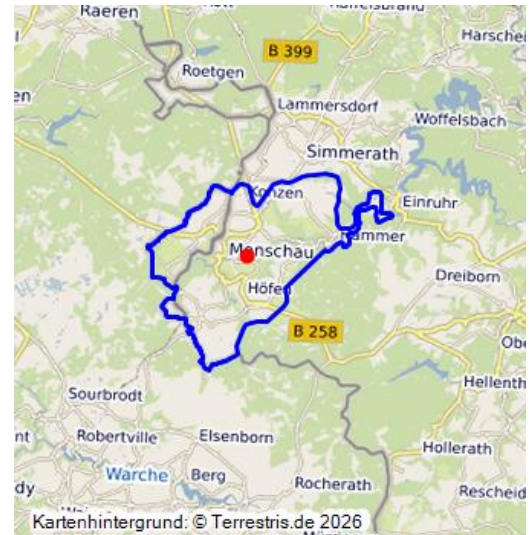 Raeren
B 399
Roetgen
Lammersdorf
Woffelsbach
Simmerath
Konzen
Einruhr
Hammer
Monschau
Dreiborn
Höfen
B 258
Hellenth
Sourbrodt
Robertville
Elsenborn
Hollerath
Warche
Berg
Rocherath
Rescheid
Kartenhintergrund: © Terrestris.de 2026